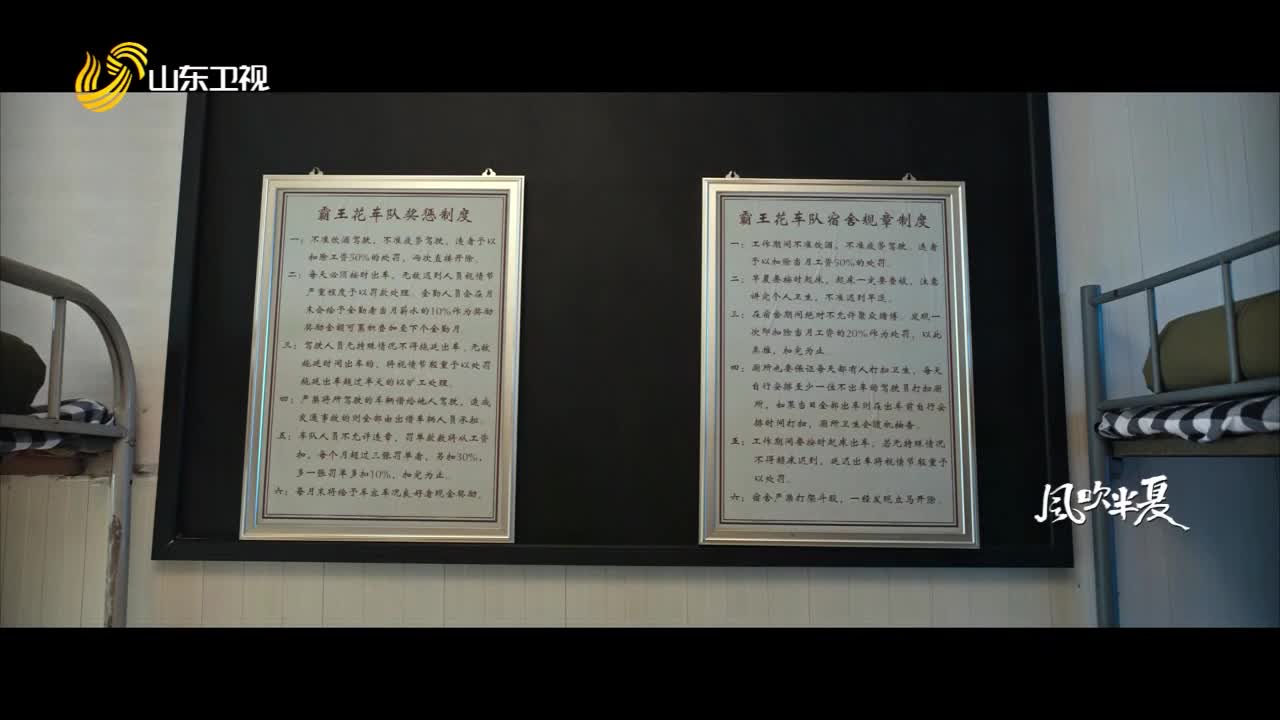 山东卫视
霸王花车队奖惩制度
一：不准饮酒驾驶，不准疲劳驾驶，违者予以
扣除工资50%的处罚，两次直接开除。
二：每天必须按时出车，无故迟到人员视情节
严重程度予以罚款处理。全勤人员会在月
末会给予全勤者当月薪水的10%作为奖励
奖励金额可累积叠加至下个全勤月。
三：驾驶人员无特殊情况不得拖延出车，无故
拖延时间出车的，将视情节轻重予以处罚
拖延出车超过半天的以旷工处理。
四：严禁将所驾驶的车辆借给他人驾驶，造成
交通事故的则全部由出借车辆人员承担。
五：车队人员不允许违章，罚单款数将从工资
扣，每个月超过三张罚单者，另扣30%，
多一张罚单多扣10%，扣完为止。
六：每月末将给予车容车况良好者现金奖励。
霸王花车队宿舍规章制度
一：工作期间不准饮酒，不准疲劳驾驶。违者
予以扣除当月工资50%的处罚。
二：早晨要按时起床，起床一定要叠被，注意
讲究个人卫生，不准迟到早退。
三：在宿舍期间绝对不允许聚众赌博。发现一
次即扣除当月工资的20%作为处罚，以此
类推，扣完为止。
四：厕所也要保证每天都有人打扫卫生，每天
自行安排至少一位不出车的驾驶员打扫厕
所，如果当日全部出车则在出车前自行安
排时间打扫，厕所卫生会随机抽查。
五：工作期间要按时起床出车，若无特殊情况
不得赖床迟到，延迟出车将视情节轻重予
以处罚。
六：宿舍严禁打架斗殴，一经发现立马开除。
风吹半夏